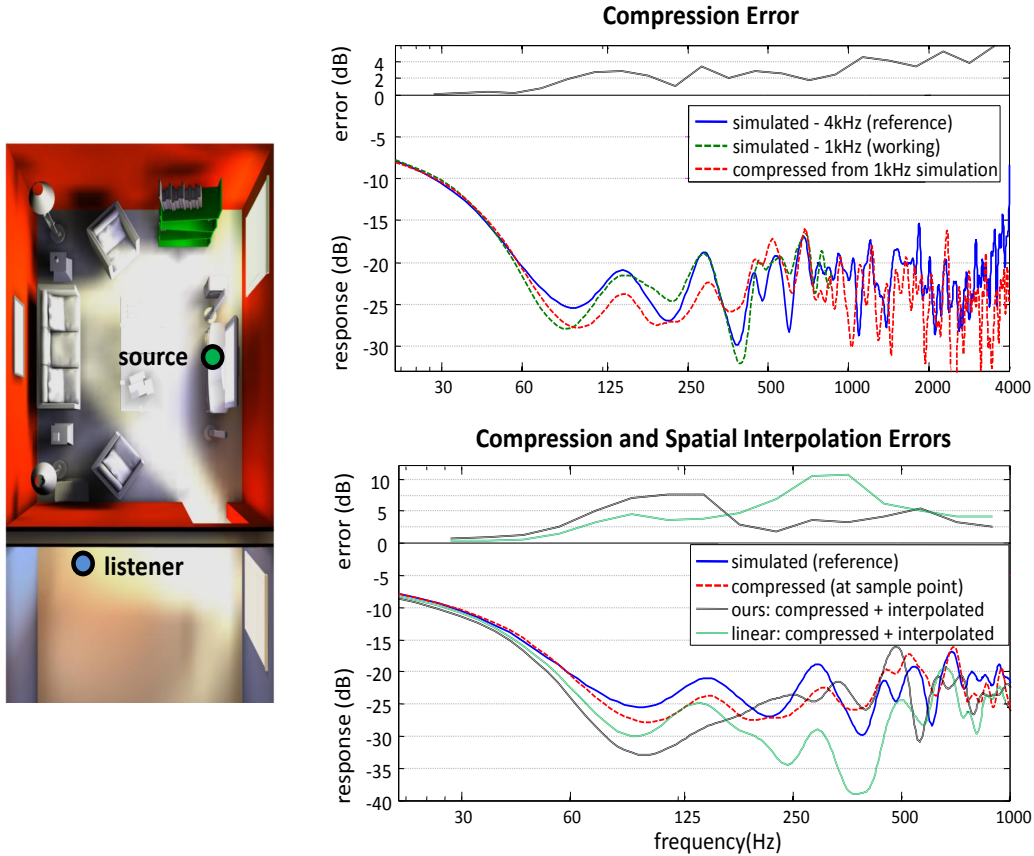 Compression Error
error (dB)
4
2
0
simulated - 4kHz (reference)
simulated - 1kHz (working)
compressed from 1kHz simulation
response (dB)
-5
-10
-15
-20
-25
-30
30 60 125 250 500 1000 2000 4000
source
listener
Compression and Spatial Interpolation Errors
error (dB)
10
5
0
simulated (reference)
compressed (at sample point)
ours: compressed + interpolated
linear: compressed + interpolated
response (dB)
-5
-10
-15
-20
-25
-30
-35
-40
30 60 125 250 500 1000
frequency(Hz)